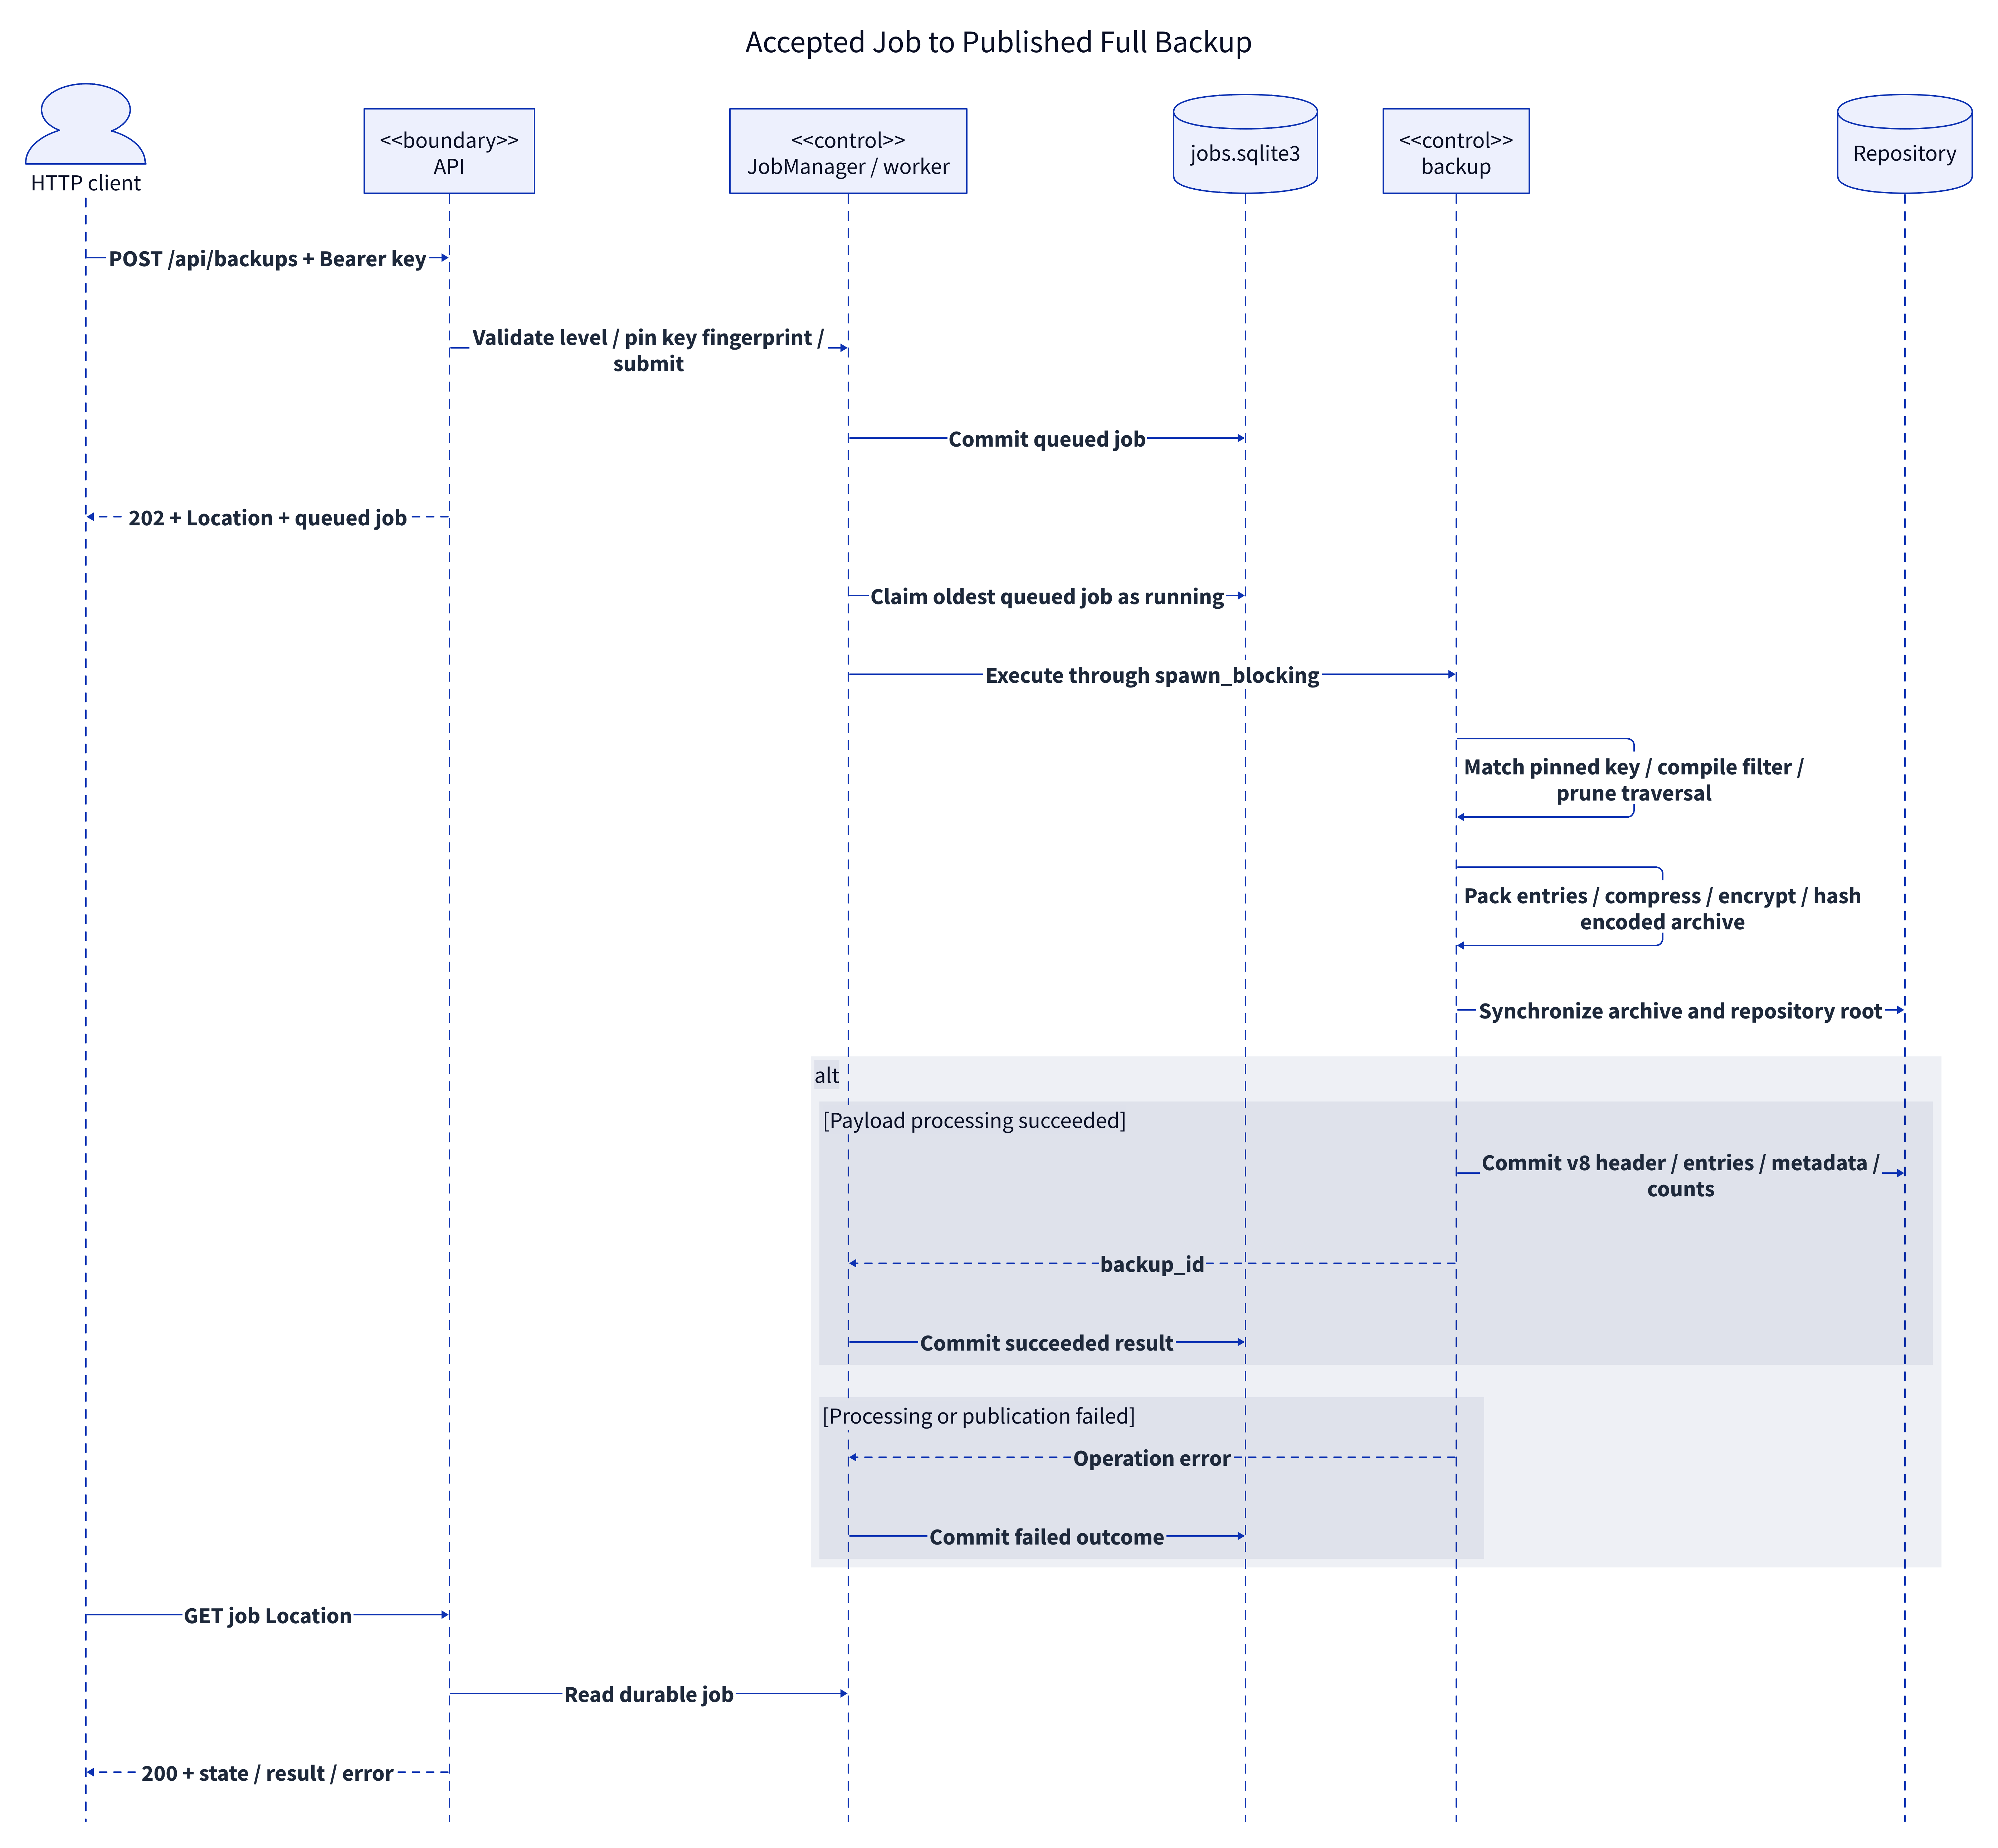 Accepted Job to Published Full Backup
HTTP client
<<boundary>>
API
<<control>>
JobManager / worker
jobs.sqlite3
<<control>>
backup
Repository
POST /api/backups + Bearer key
Validate level / pin key fingerprint /
submit
Commit queued job
202 + Location + queued job
Claim oldest queued job as running
Execute through spawn_blocking
Match pinned key / compile filter /
prune traversal
Pack entries / compress / encrypt / hash
encoded archive
Synchronize archive and repository root
alt
[Payload processing succeeded]
Commit v8 header / entries / metadata /
counts
backup_id
Commit succeeded result
[Processing or publication failed]
Operation error
Commit failed outcome
GET job Location
Read durable job
200 + state / result / error